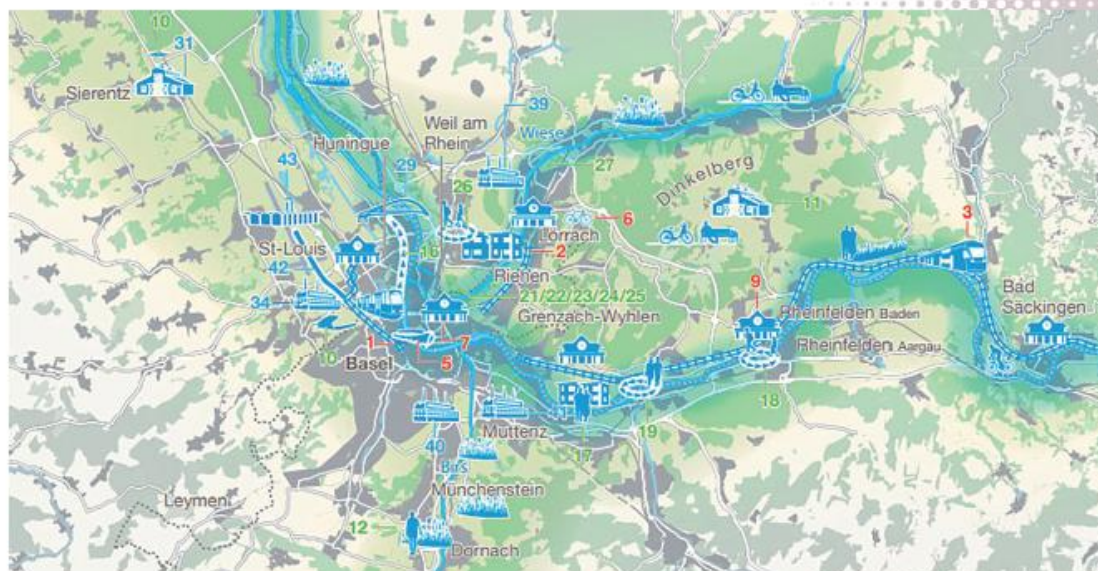 10
31
Sierentz
39
Weil am
Rhein
Wiese
Huningue
43
29
27
26
Dinkelberg
11
6
3
St-Louis
16
Lörrach
2
42
Riehen
34
21/22/23/24/25
Grenzach-Wyhlen
9
Bad
Säckingen
Rheinfelden Baden
Rheinfelden Aargau
10
1
7
Basel
5
18
Muttenz
19
40
17
Birs
Münchenstein
Leymen
12
Dornach